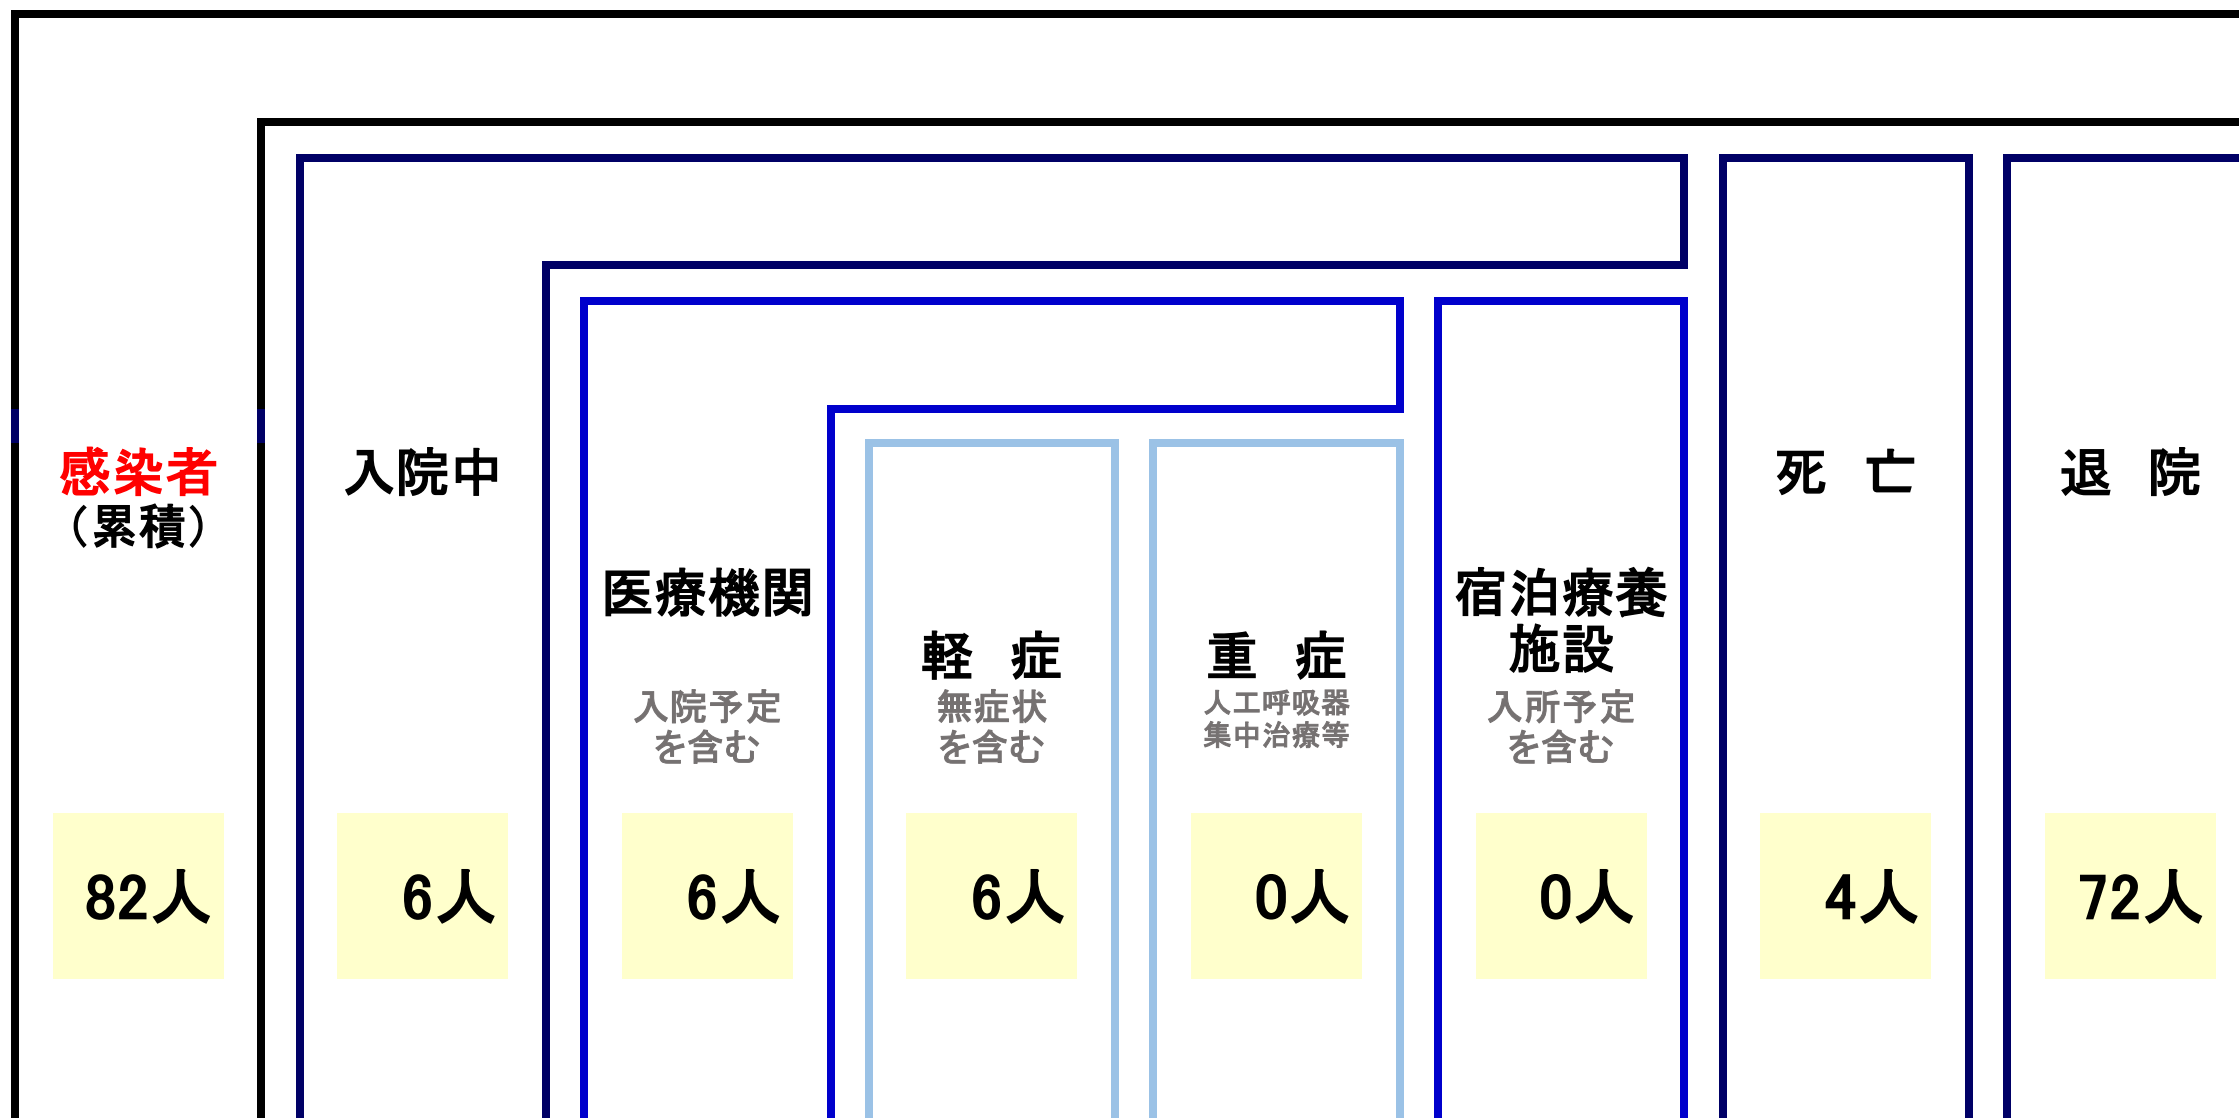 感染者
（累積）
82人
入院中
6人
医療機関
入院予定
を含む
6人
軽 症
無症状
を含む
6人
重 症
人工呼吸器
集中治療等
0人
宿泊療養
施設
入所予定
を含む
0人
死 亡
4人
退 院
72人